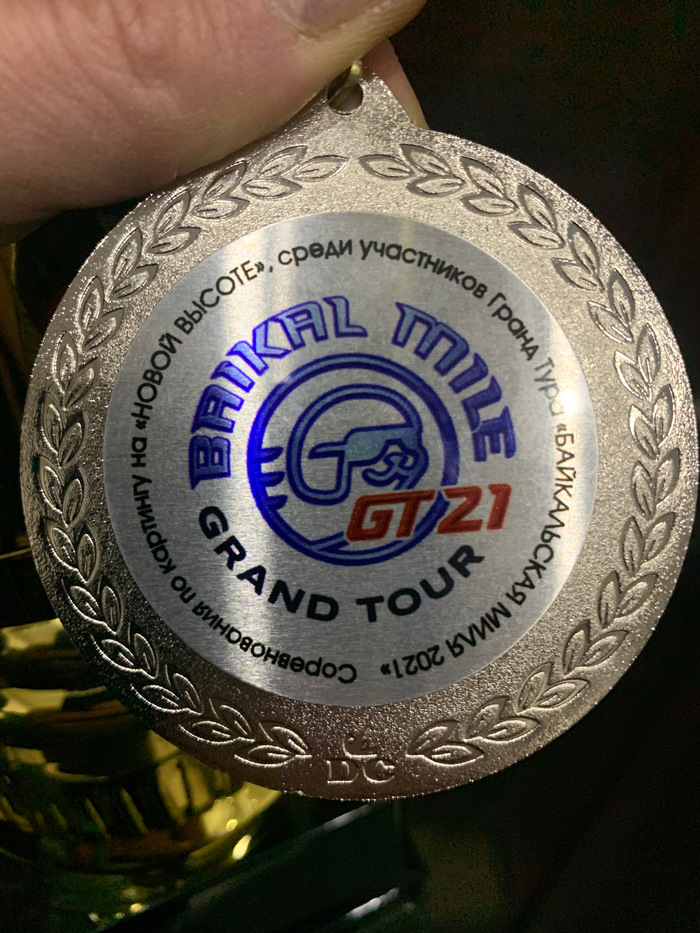 Соревнования по картингу на «НОВОЙ ВЫСОТЕ», среди участников Гранд Тура «БАЙКАЛЬСКАЯ МИЛЯ 2021»
BAIKAL MILE
GT21
GRAND TOUR
DC